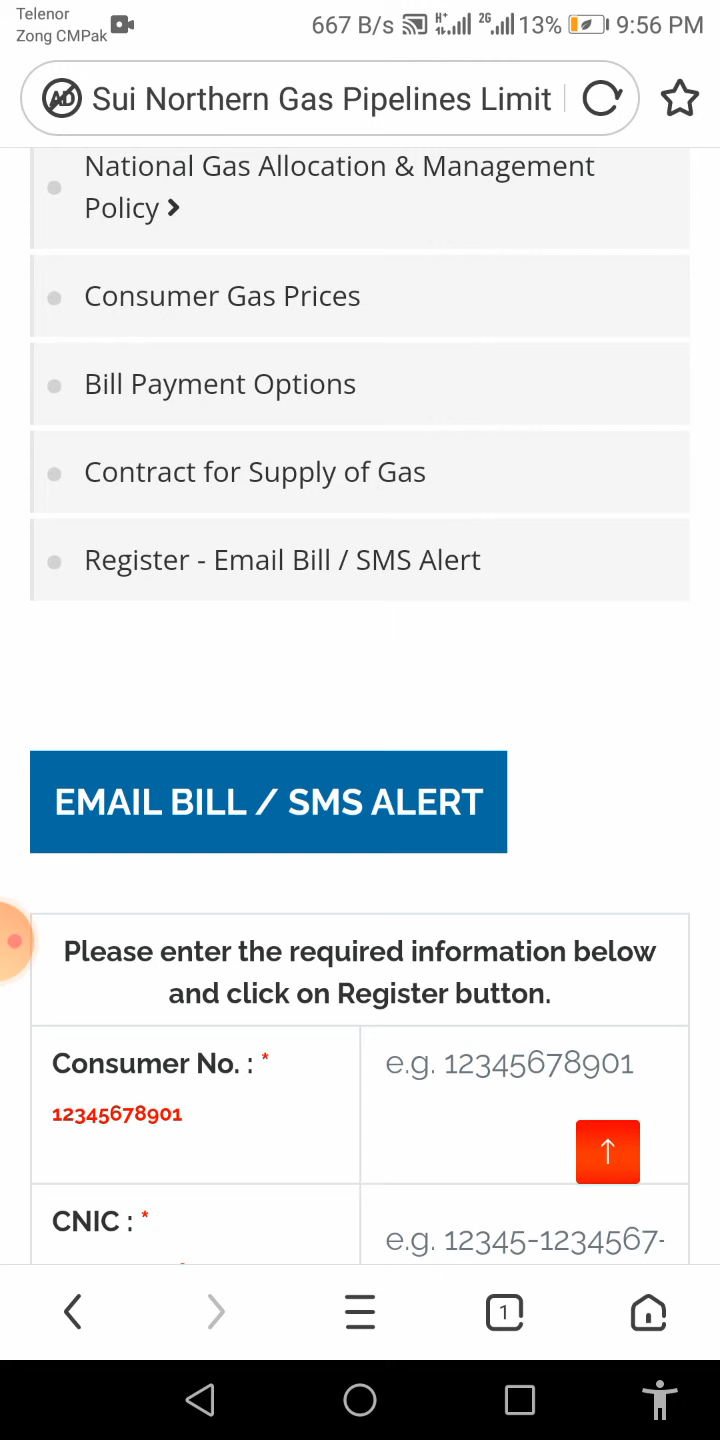 Telenor
Zong CMPak
667 B/s H+ 2G 13% 9:56 PM
AD Sui Northern Gas Pipelines Limit
National Gas Allocation & Management
Policy
Consumer Gas Prices
Bill Payment Options
Contract for Supply of Gas
Register - Email Bill / SMS Alert
EMAIL BILL / SMS ALERT
Please enter the required information below
and click on Register button.
Consumer No. : *
e.g. 12345678901
12345678901
CNIC : *
e.g. 12345-1234567-
1